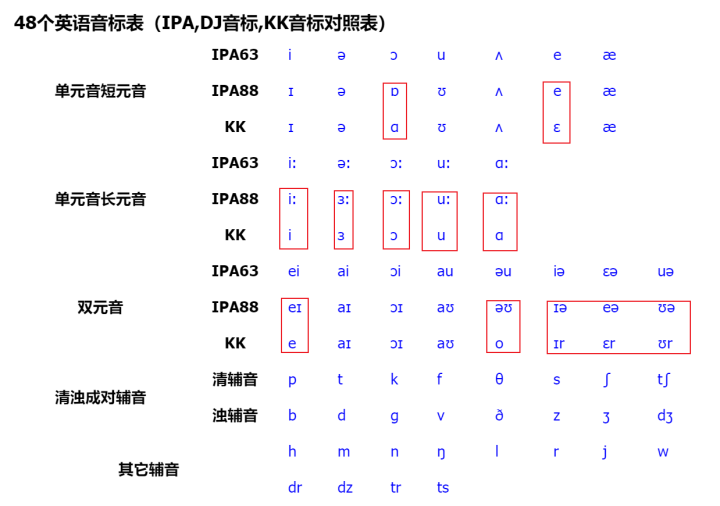 48个英语音标表（IPA,DJ音标,KK音标对照表）
IPA63 i ə ɔ u ʌ e æ
单元音短元音 IPA88 ɪ ə ɒ ʊ ʌ e æ
KK ɪ ə ɑ ʊ ʌ ɛ æ
IPA63 iː əː ɔː uː ɑː
单元音长元音 IPA88 iː ɜː ɔː uː ɑː
KK i ɜ ɔ u ɑ
IPA63 ei ai ɔi au əu iə ɛə uə
双元音 IPA88 eɪ aɪ ɔɪ aʊ əʊ ɪə eə ʊə
KK e aɪ ɔɪ aʊ o ɪr ɛr ʊr
清浊成对辅音 清辅音 p t k f θ s ʃ tʃ
浊辅音 b d ɡ v ð z ʒ dʒ
其它辅音 h m n ŋ l r j w
dr dz tr ts